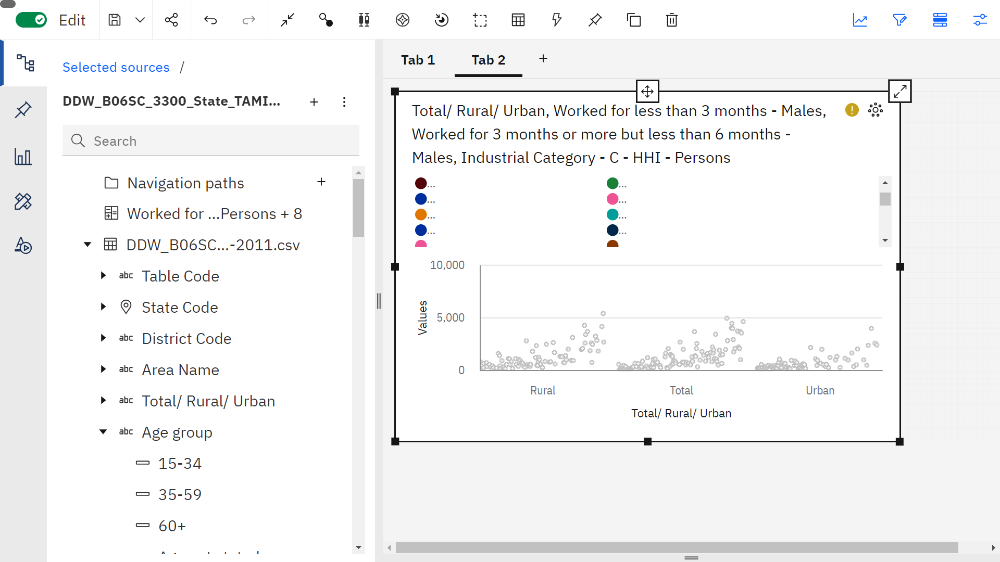 Edit
Selected sources /
DDW_B06SC_3300_State_TAMI...
Search
Navigation paths
Worked for ...Persons + 8
DDW_B06SC...-2011.csv
abc Table Code
State Code
abc District Code
abc Area Name
abc Total/ Rural/ Urban
abc Age group
15-34
35-59
60+
Tab 1
Tab 2
Total/ Rural/ Urban, Worked for less than 3 months - Males,
Worked for 3 months or more but less than 6 months -
Males, Industrial Category - C - HHI - Persons
... ...
... ...
... ...
... ...
10,000
5,000
0
Values
Rural
Total
Urban
Total/ Rural/ Urban